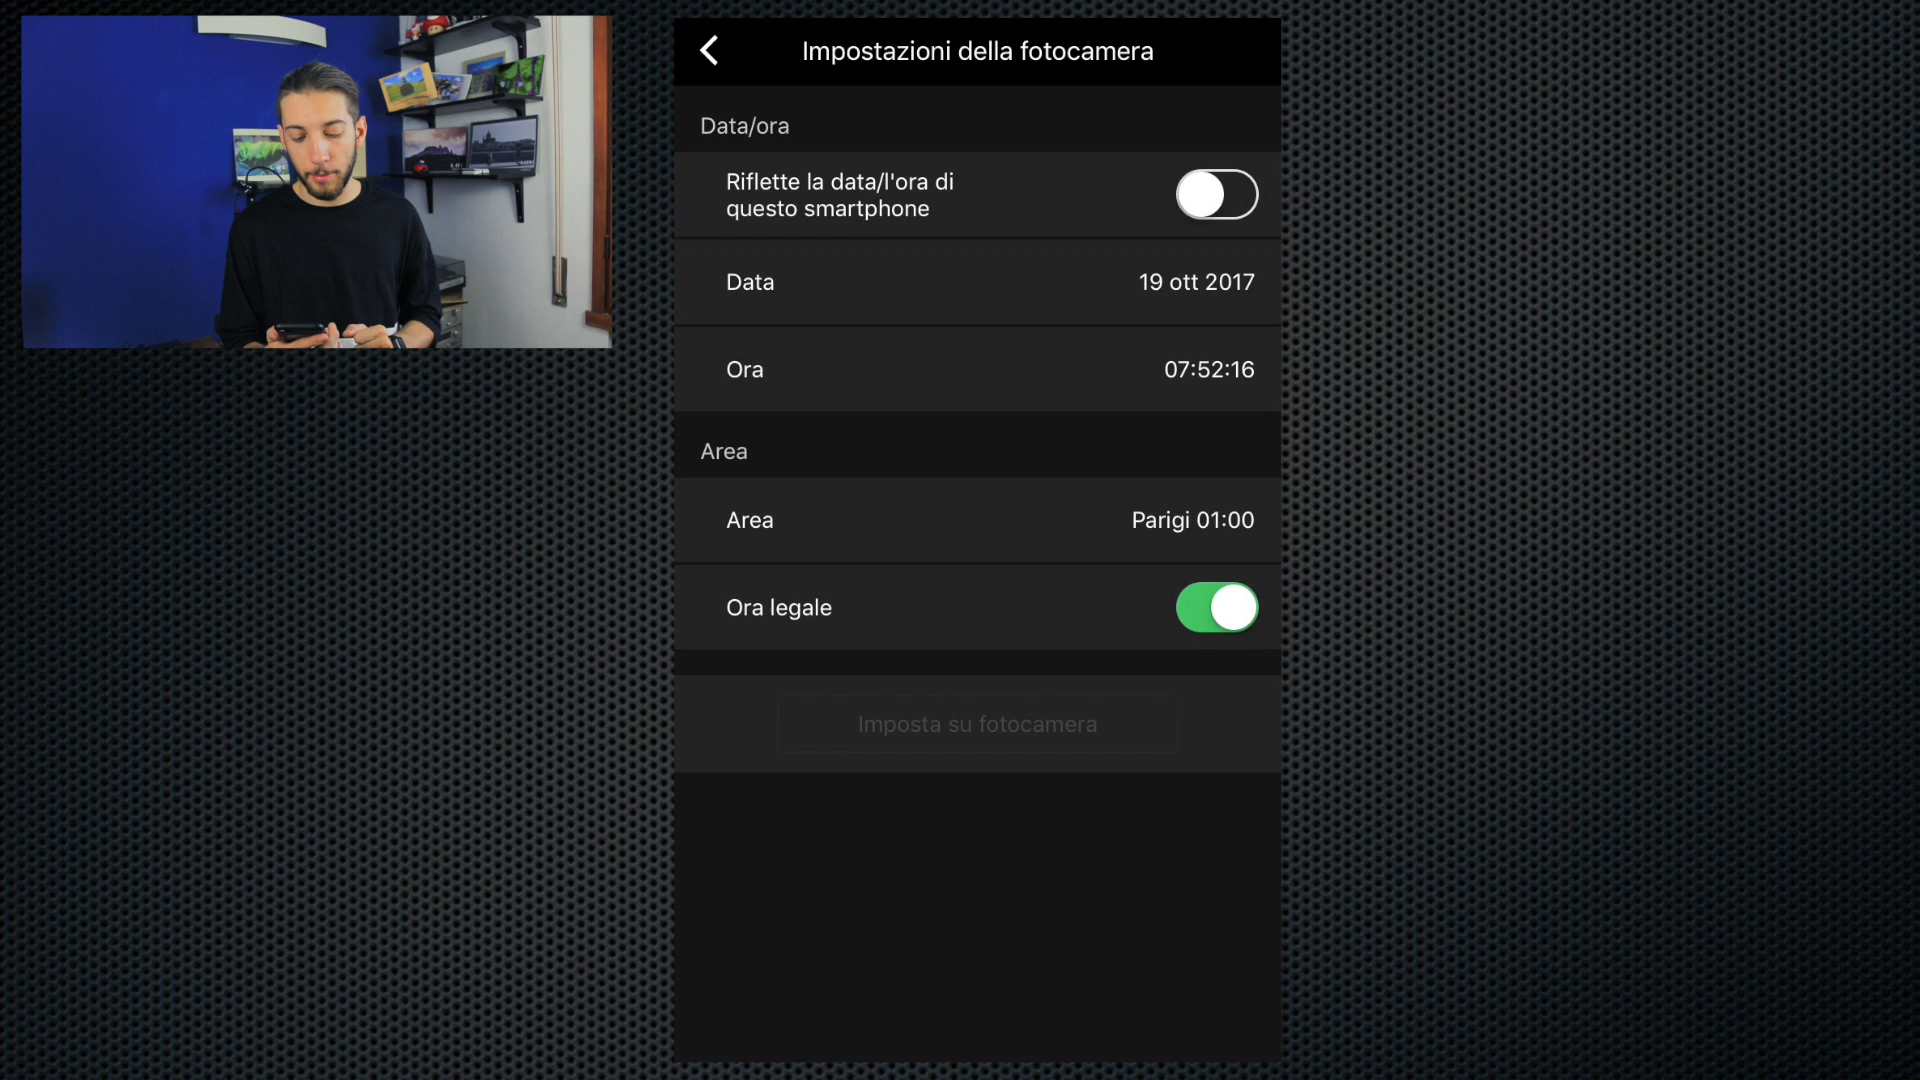 Impostazioni della fotocamera
Data/ora
Riflette la data/l'ora di
questo smartphone
Data 19 ott 2017
Ora 07:52:16
Area
Area Parigi 01:00
Ora legale
Imposta su fotocamera